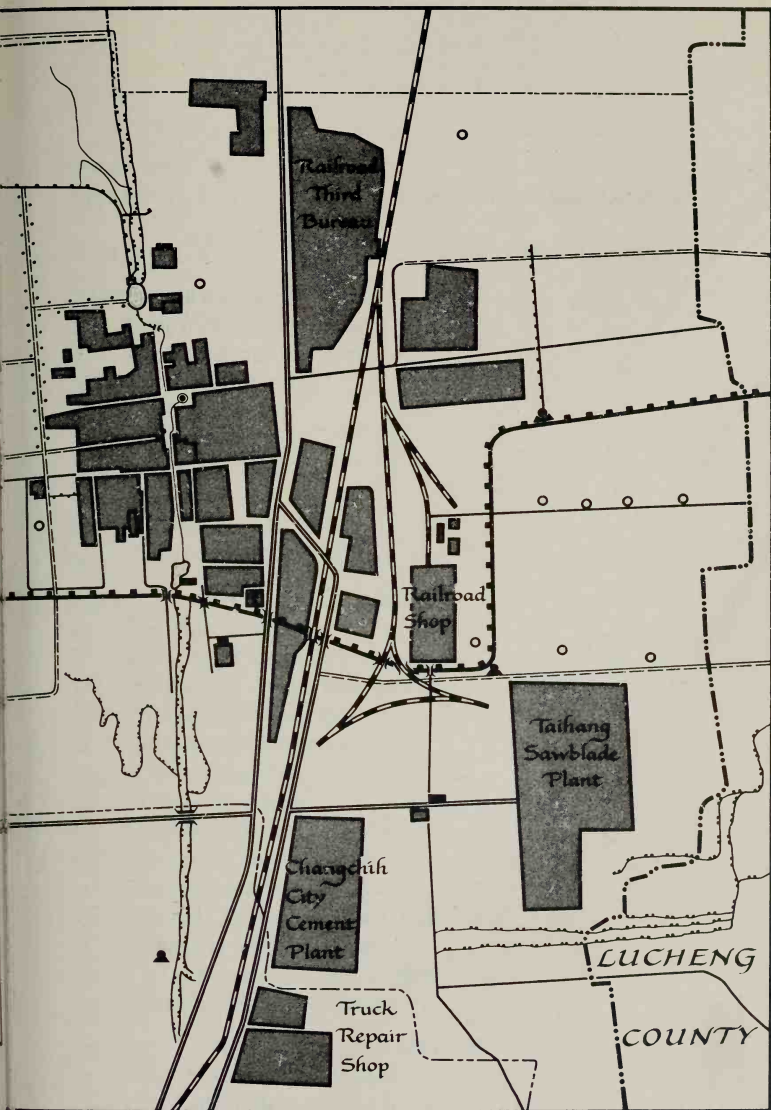 Railroad
Third
Bureau
Railroad
Shop
Taihang
Sawblade
Plant
Changchih
City
Cement
Plant
LUCHENG
COUNTY
Truck
Repair
Shop